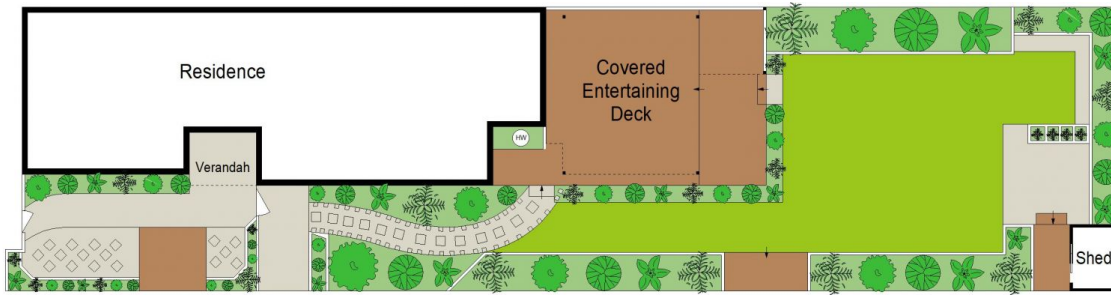 Residence
Covered
Entertaining
Deck
HW
Verandah
Shed